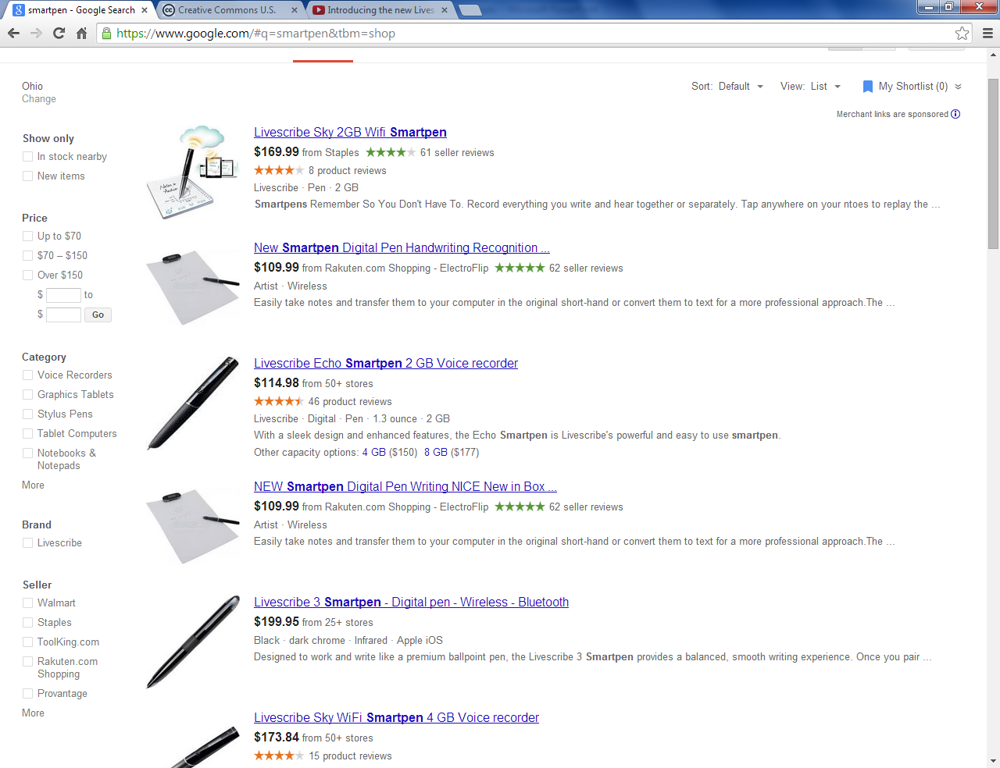 smartpen - Google Search
Creative Commons U.S.
Introducing the new Lives
https://www.google.com/#q=smartpen&tbm=shop
Ohio
Change
Sort: Default
View: List
My Shortlist (0)
Merchant links are sponsored
Show only
In stock nearby
New items
Price
Up to $70
$70 – $150
Over $150
$ to
$ Go
Category
Voice Recorders
Graphics Tablets
Stylus Pens
Tablet Computers
Notebooks &
Notepads
More
Brand
Livescribe
Seller
Walmart
Staples
ToolKing.com
Rakuten.com
Shopping
Provantage
More
Livescribe Sky 2GB Wifi Smartpen
$169.99 from Staples 61 seller reviews
8 product reviews
Livescribe · Pen · 2 GB
Smartpens Remember So You Don't Have To. Record everything you write and hear together or separately. Tap anywhere on your ntoes to replay the ...
New Smartpen Digital Pen Handwriting Recognition ...
$109.99 from Rakuten.com Shopping - ElectroFlip 62 seller reviews
Artist · Wireless
Easily take notes and transfer them to your computer in the original short-hand or convert them to text for a more professional approach.The ...
Livescribe Echo Smartpen 2 GB Voice recorder
$114.98 from 50+ stores
46 product reviews
Livescribe · Digital · Pen · 1.3 ounce · 2 GB
With a sleek design and enhanced features, the Echo Smartpen is Livescribe's powerful and easy to use smartpen.
Other capacity options: 4 GB ($150) 8 GB ($177)
NEW Smartpen Digital Pen Writing NICE New in Box ...
$109.99 from Rakuten.com Shopping - ElectroFlip 62 seller reviews
Artist · Wireless
Easily take notes and transfer them to your computer in the original short-hand or convert them to text for a more professional approach.The ...
Livescribe 3 Smartpen - Digital pen - Wireless - Bluetooth
$199.95 from 25+ stores
Black · dark chrome · Infrared · Apple iOS
Designed to work and write like a premium ballpoint pen, the Livescribe 3 Smartpen provides a balanced, smooth writing experience. Once you pair ...
Livescribe Sky WiFi Smartpen 4 GB Voice recorder
$173.84 from 50+ stores
15 product reviews